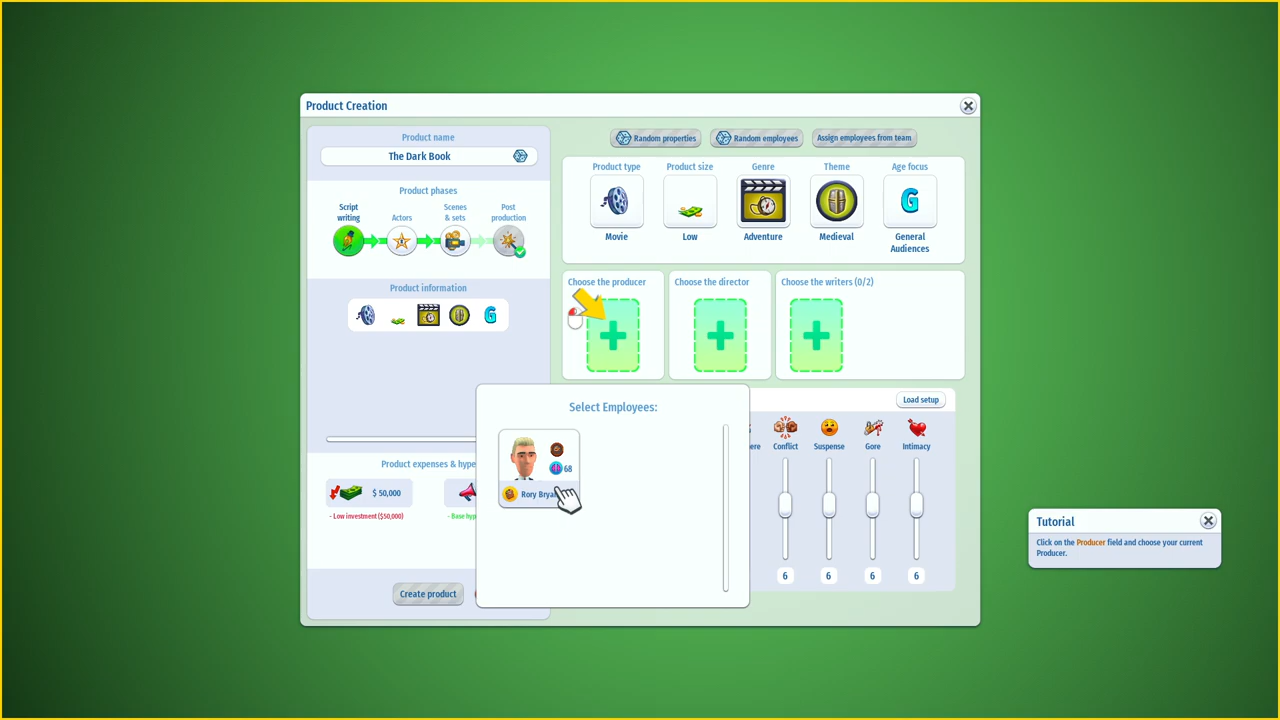 Product Creation
Product name
The Dark Book
Product phases
Script
writing
Actors
Scenes
& sets
Post
production
Product information
Product expenses & hype
$ 50,000
- Low investment ($50,000)
- Base hyp
Create product
Random properties
Random employees
Assign employees from team
Product type
Product size
Genre
Theme
Age focus
G
Movie
Low
Adventure
Medieval
General
Audiences
Choose the producer
Choose the director
Choose the writers (0/2)
Select Employees:
68
Rory Brya
Load setup
ere
Conflict
Suspense
Gore
Intimacy
6
6
6
6
Tutorial
Click on the Producer field and choose your current
Producer.